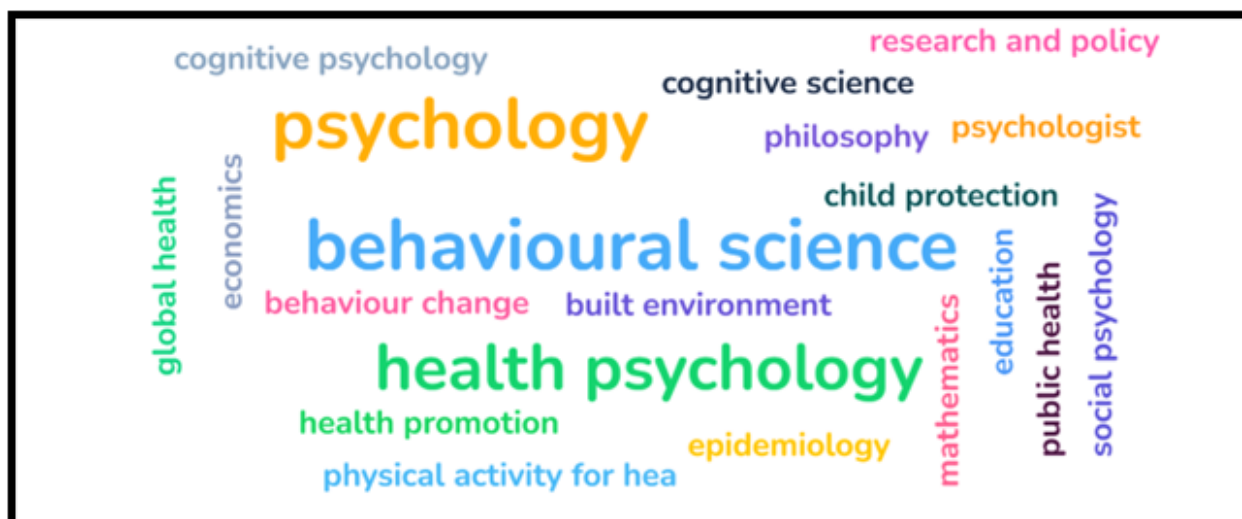 research and policy
cognitive psychology
cognitive science
psychology
philosophy
psychologist
economics
global health
child protection
behavioural science
social psychology
education
public health
behaviour change
built environment
mathematics
health psychology
health promotion
epidemiology
physical activity for hea